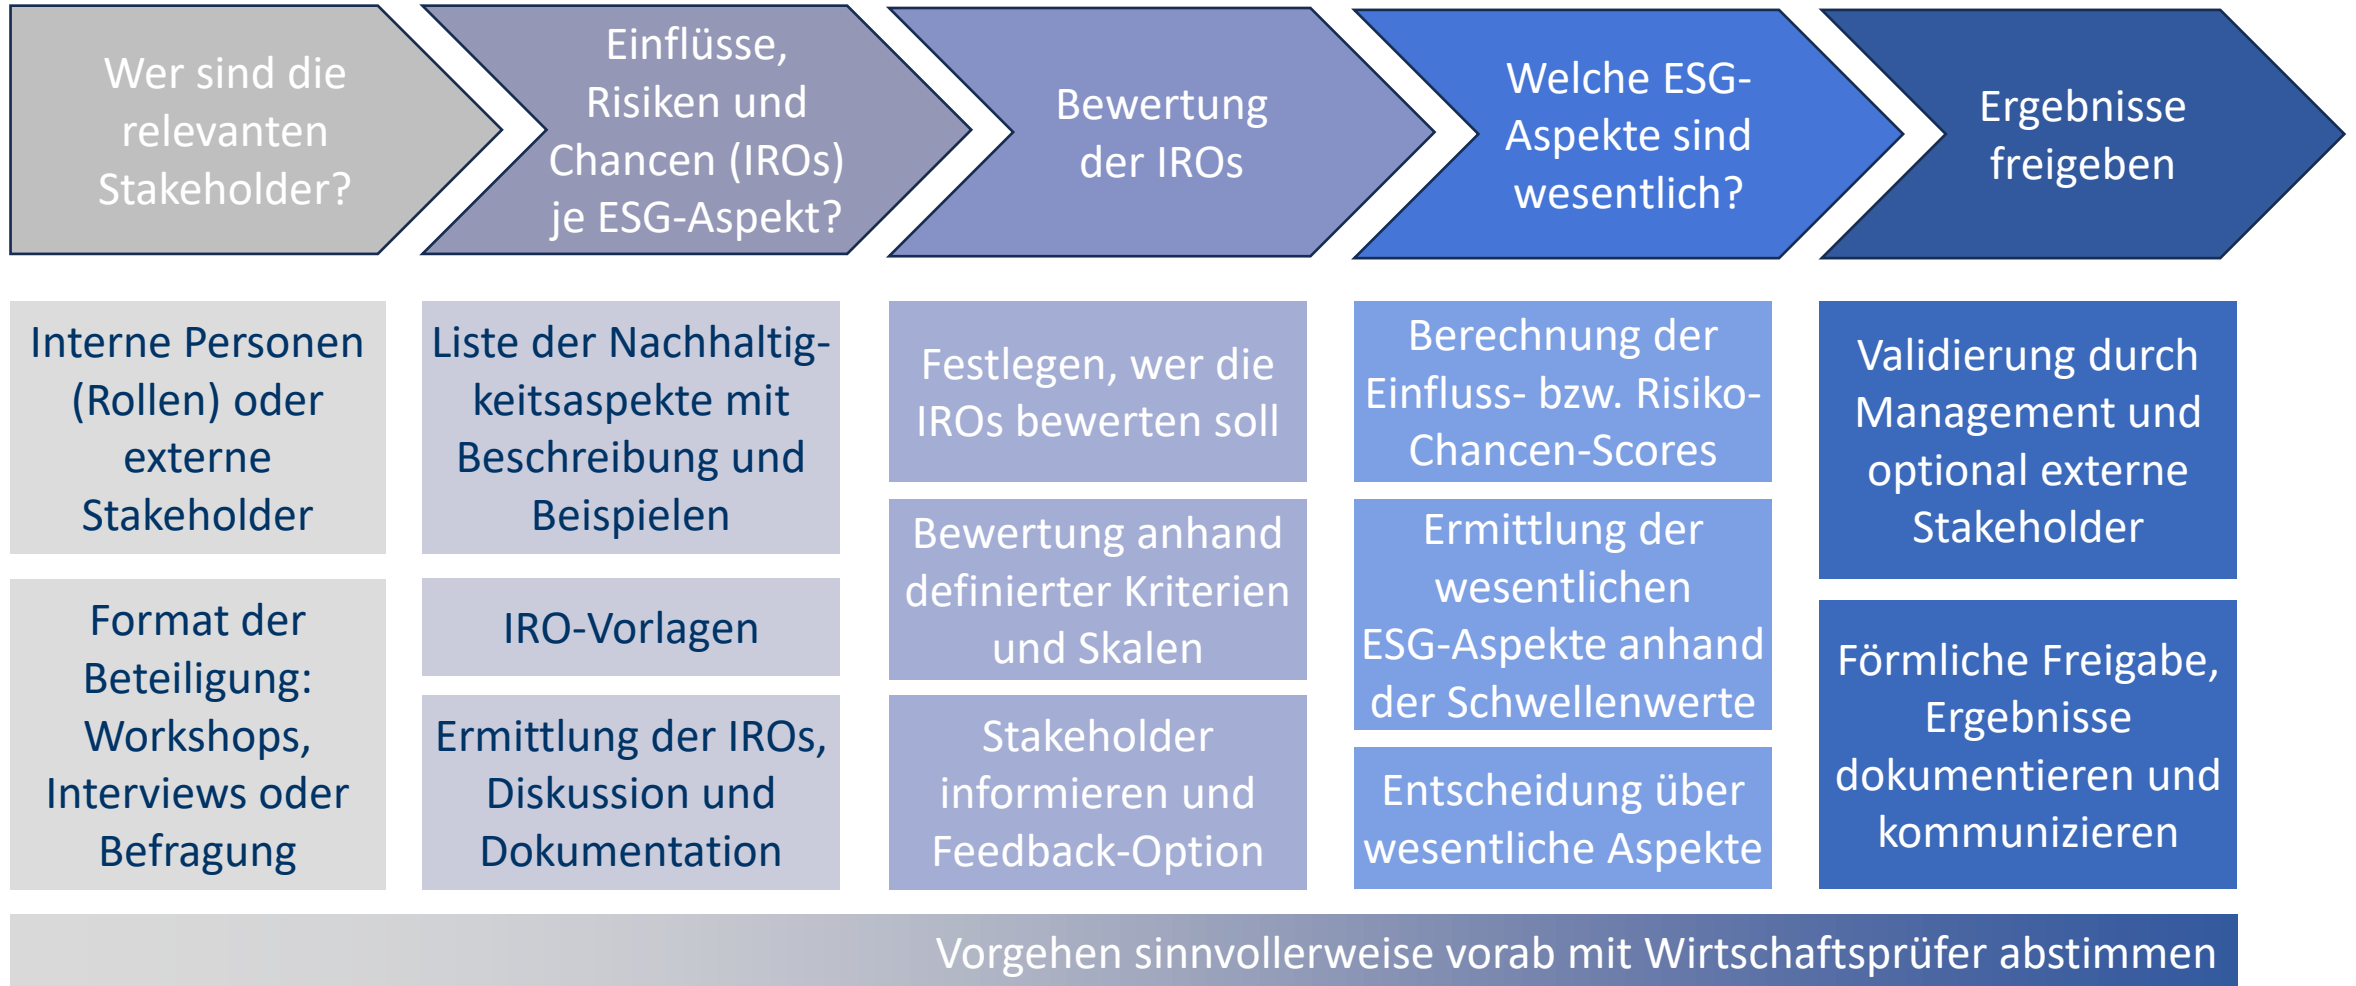 Wer sind die
relevanten
Stakeholder?
Einflüsse,
Risiken und
Chancen (IROs)
je ESG-Aspekt?
Bewertung
der IROs
Welche ESG-
Aspekte sind
wesentlich?
Ergebnisse
freigeben
Interne Personen
(Rollen) oder
externe
Stakeholder
Format der
Beteiligung:
Workshops,
Interviews oder
Befragung
Liste der Nachhaltig-
keitsaspekte mit
Beschreibung und
Beispielen
IRO-Vorlagen
Ermittlung der IROs,
Diskussion und
Dokumentation
Festlegen, wer die
IROs bewerten soll
Bewertung anhand
definierter Kriterien
und Skalen
Stakeholder
informieren und
Feedback-Option
Berechnung der
Einfluss- bzw. Risiko-
Chancen-Scores
Ermittlung der
wesentlichen
ESG-Aspekte anhand
der Schwellenwerte
Entscheidung über
wesentliche Aspekte
Validierung durch
Management und
optional externe
Stakeholder
Förmliche Freigabe,
Ergebnisse
dokumentieren und
kommunizieren
Vorgehen sinnvollerweise vorab mit Wirtschaftsprüfer abstimmen